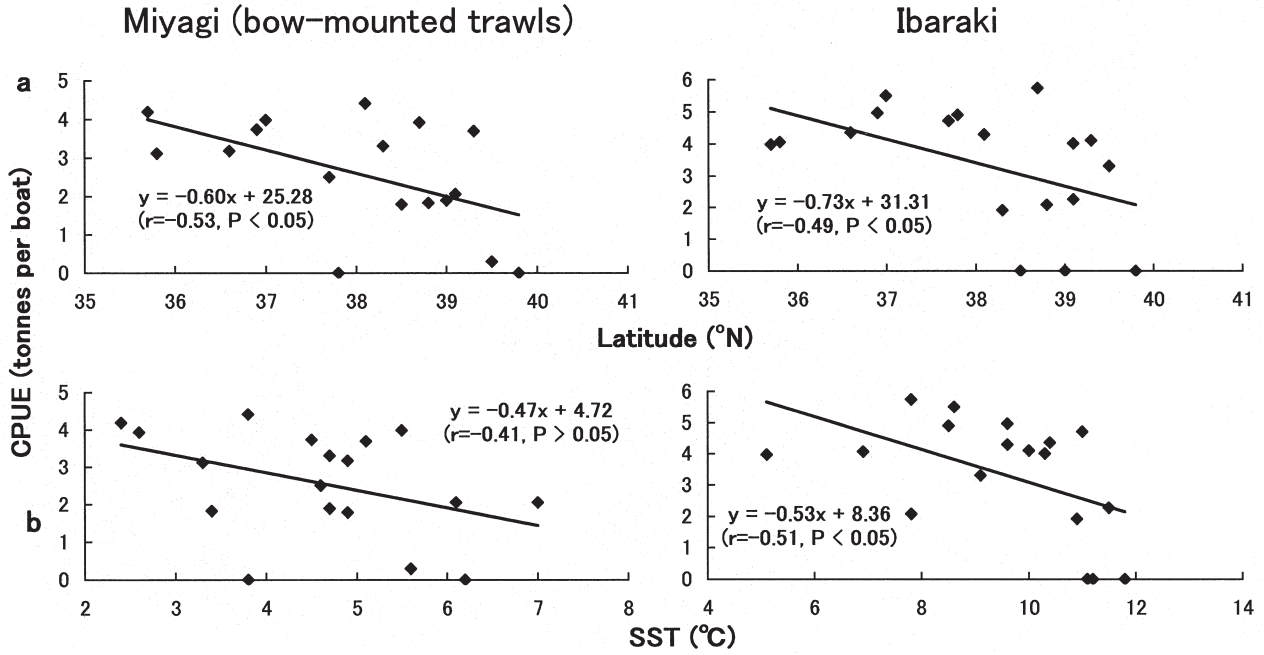 Miyagi (bow-mounted trawls)
Ibaraki
a
5
4
3
2
1
0
y = -0.60x + 25.28
(r=-0.53, P < 0.05)
35 36 37 38 39 40 41
6
5
4
3
2
1
0
y = -0.73x + 31.31
(r=-0.49, P < 0.05)
35 36 37 38 39 40 41
Latitude (°N)
CPUE (tonnes per boat)
b
5
4
3
2
1
0
y = -0.47x + 4.72
(r=-0.41, P > 0.05)
2 3 4 5 6 7 8
6
5
4
3
2
1
0
y = -0.53x + 8.36
(r=-0.51, P < 0.05)
4 6 8 10 12 14
SST (°C)